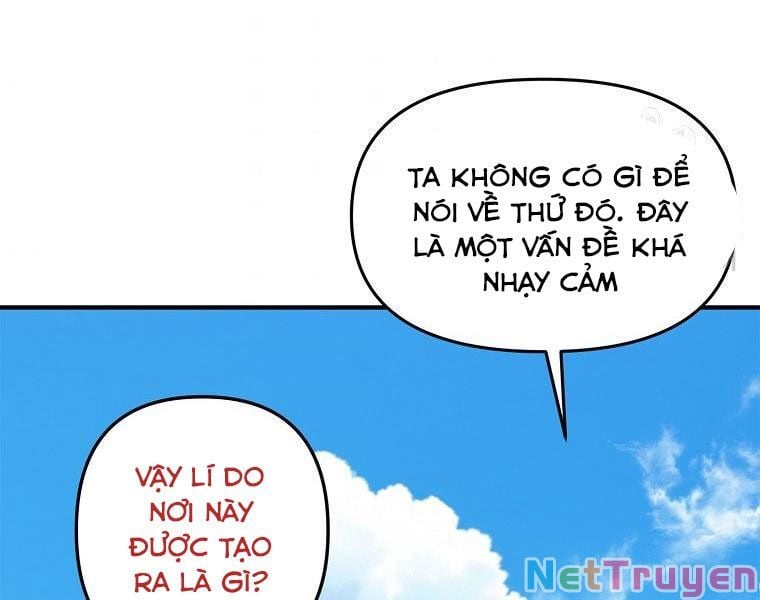 TA KHÔNG CÓ GÌ ĐỂ
NÓI VỀ THỨ ĐÓ. ĐÂY
LÀ MỘT VẤN ĐỀ KHÁ
NHẠY CẢM
VẬY LÍ DO
NƠI NÀY
ĐƯỢC TẠO
RA LÀ GÌ?
NetTruyen